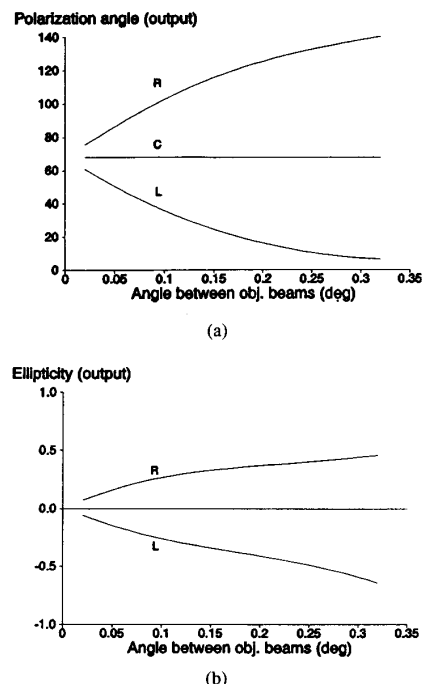 Polarization angle (output)
140
120
100
80
60
40
20
0
R
C
L
0
0.05
0.1
0.15
0.2
0.25
0.3
0.35
Angle between obj. beams (deg)
(a)
Ellipticity (output)
1.0
0.5
0.0
-0.5
-1.0
R
L
0
0.05
0.1
0.15
0.2
0.25
0.3
0.35
Angle between obj. beams (deg)
(b)